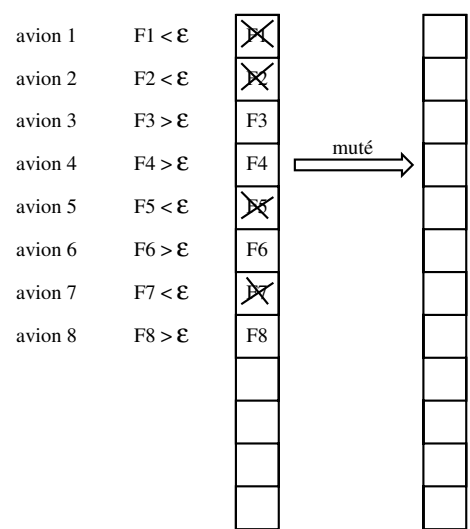 avion 1 F1 < ε F1
avion 2 F2 < ε F2
avion 3 F3 > ε F3
avion 4 F4 > ε F4 muté
avion 5 F5 < ε F5
avion 6 F6 > ε F6
avion 7 F7 < ε F7
avion 8 F8 > ε F8